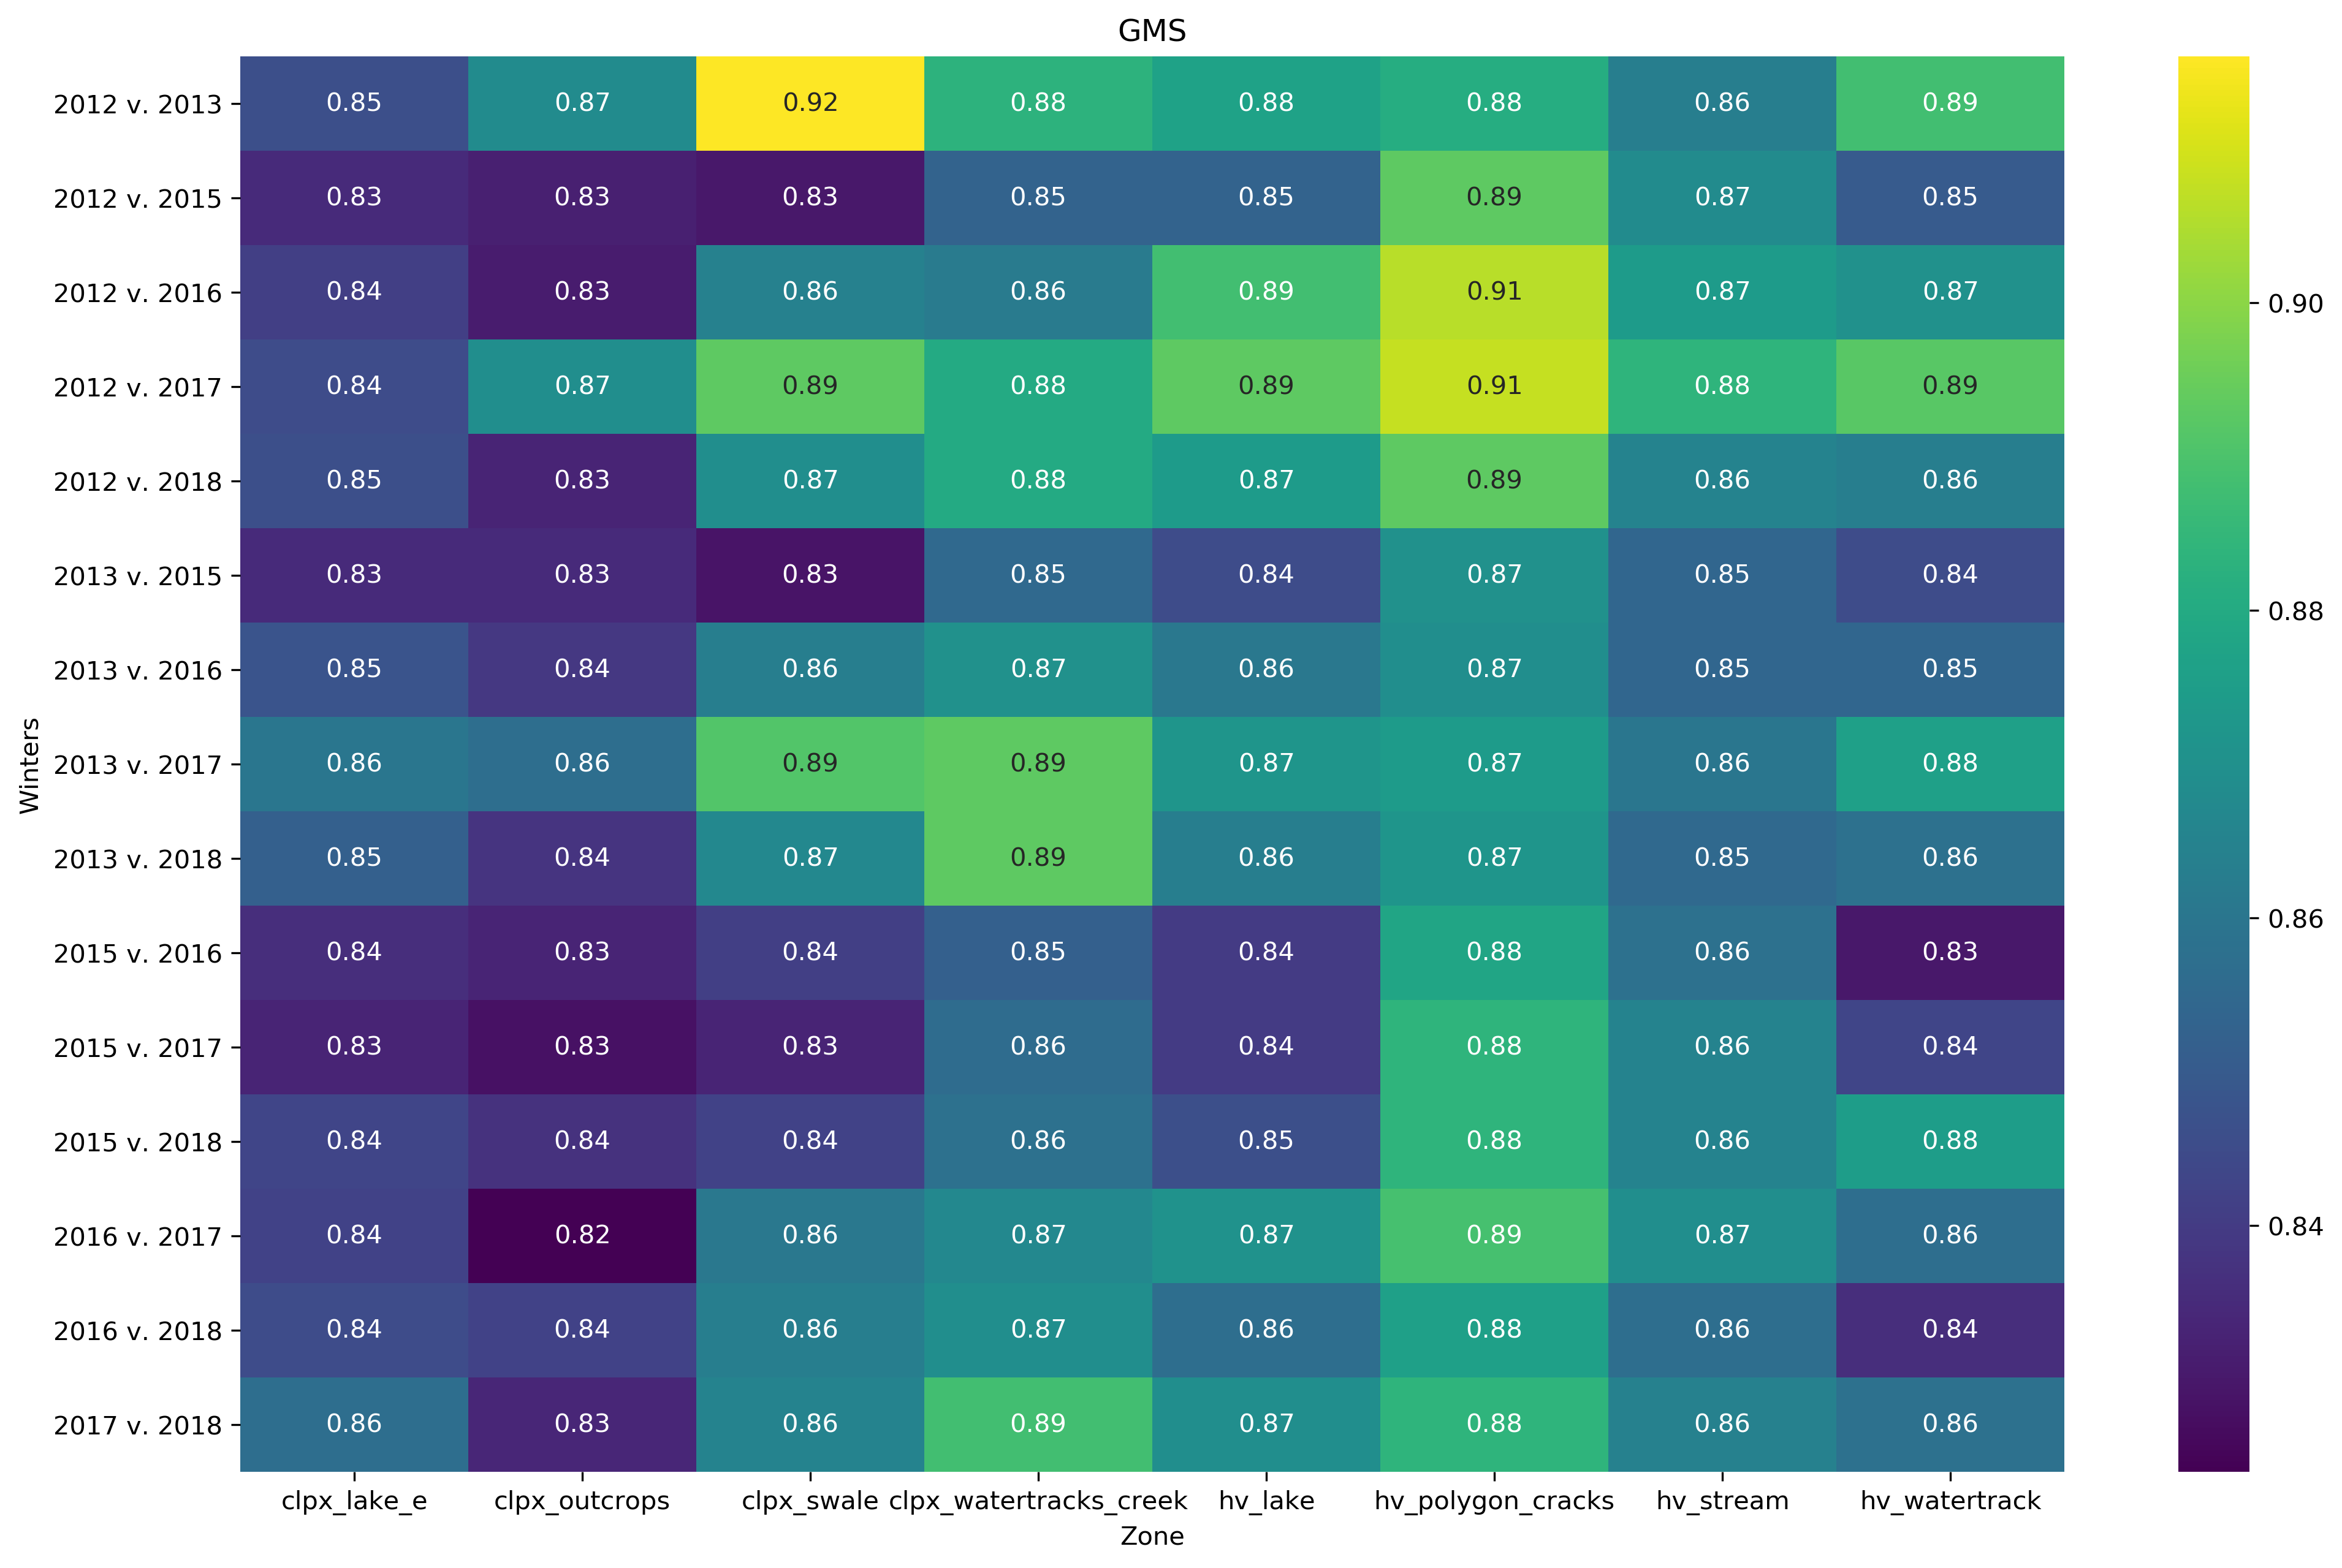 GMS
2012 v. 2013 0.85 0.87 0.92 0.88 0.88 0.88 0.86 0.89
2012 v. 2015 0.83 0.83 0.83 0.85 0.85 0.89 0.87 0.85
2012 v. 2016 0.84 0.83 0.86 0.86 0.89 0.91 0.87 0.87
0.90
2012 v. 2017 0.84 0.87 0.89 0.88 0.89 0.91 0.88 0.89
2012 v. 2018 0.85 0.83 0.87 0.88 0.87 0.89 0.86 0.86
2013 v. 2015 0.83 0.83 0.83 0.85 0.84 0.87 0.85 0.84
0.88
2013 v. 2016 0.85 0.84 0.86 0.87 0.86 0.87 0.85 0.85
Winters
2013 v. 2017 0.86 0.86 0.89 0.89 0.87 0.87 0.86 0.88
2013 v. 2018 0.85 0.84 0.87 0.89 0.86 0.87 0.85 0.86
0.86
2015 v. 2016 0.84 0.83 0.84 0.85 0.84 0.88 0.86 0.83
2015 v. 2017 0.83 0.83 0.83 0.86 0.84 0.88 0.86 0.84
2015 v. 2018 0.84 0.84 0.84 0.86 0.85 0.88 0.86 0.88
0.84
2016 v. 2017 0.84 0.82 0.86 0.87 0.87 0.89 0.87 0.86
2016 v. 2018 0.84 0.84 0.86 0.87 0.86 0.88 0.86 0.84
2017 v. 2018 0.86 0.83 0.86 0.89 0.87 0.88 0.86 0.86
clpx_lake_e clpx_outcrops clpx_swale clpx_watertracks_creek hv_lake hv_polygon_cracks hv_stream hv_watertrack
Zone